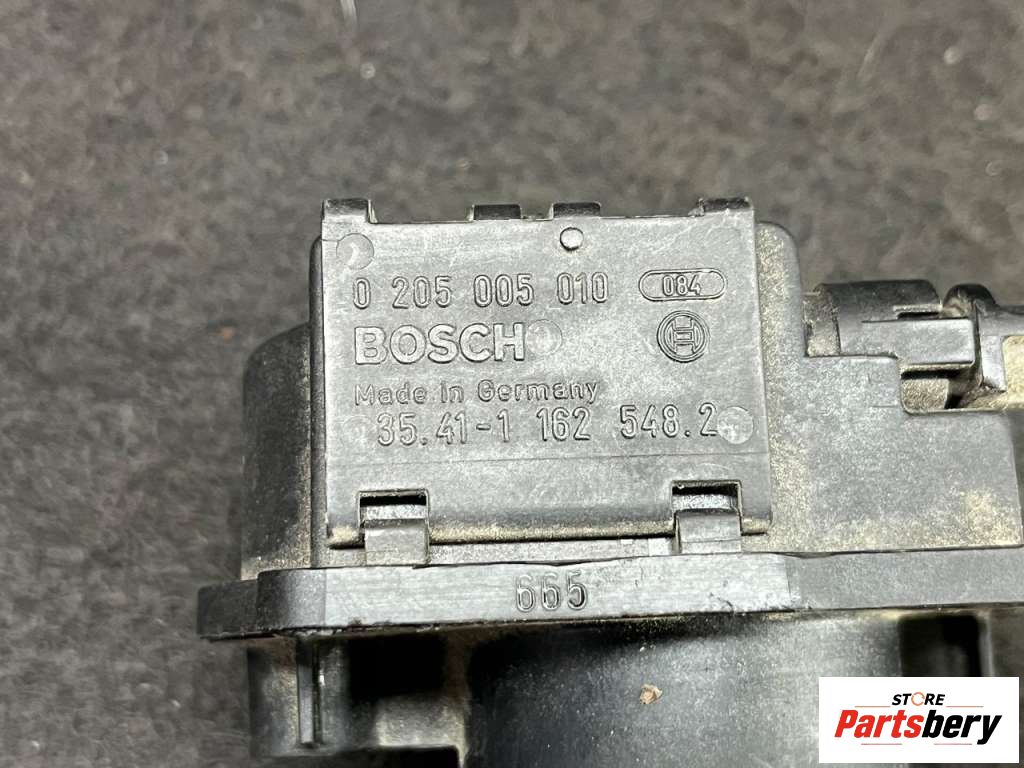 0 205 005 010 084
BOSCH
Made in Germany
35.41-1 162 548.2
665
STORE
Partsbery